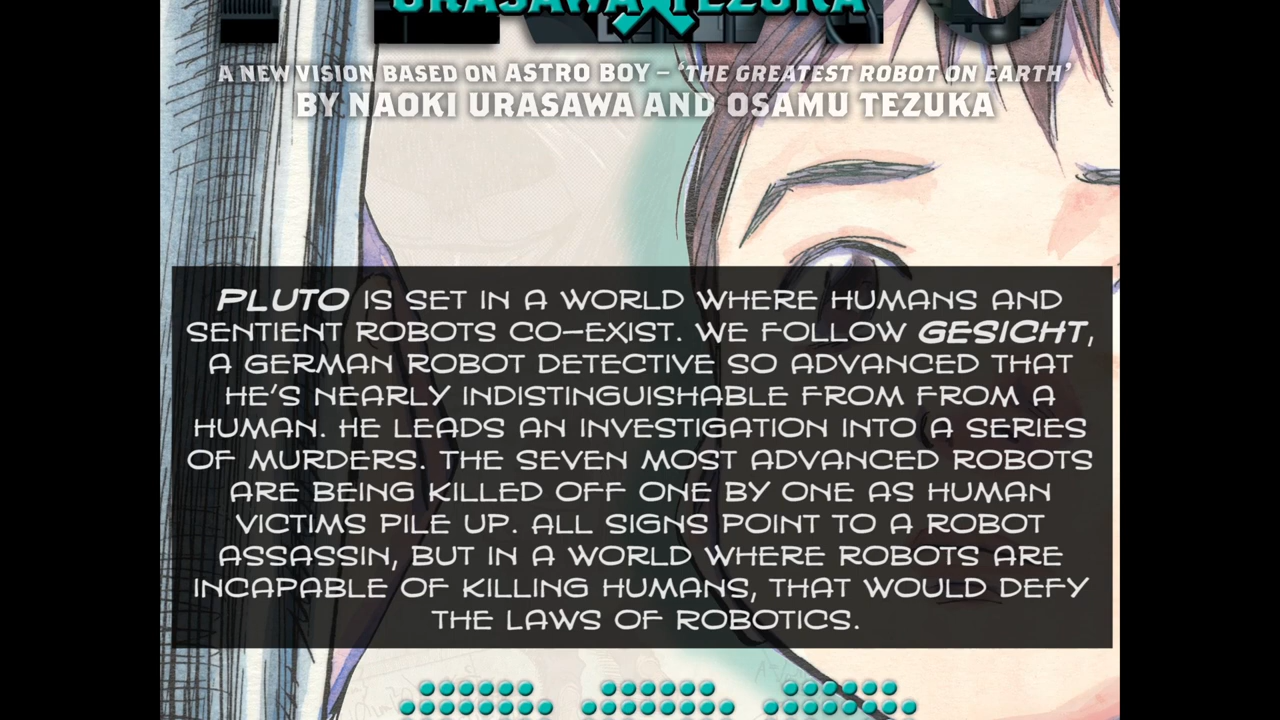 URASAWA X TEZUKA
A NEW VISION BASED ON ASTRO BOY – ‘THE GREATEST ROBOT ON EARTH’
BY NAOKI URASAWA AND OSAMU TEZUKA
PLUTO IS SET IN A WORLD WHERE HUMANS AND
SENTIENT ROBOTS CO–EXIST. WE FOLLOW GESICHT,
A GERMAN ROBOT DETECTIVE SO ADVANCED THAT
HE'S NEARLY INDISTINGUISHABLE FROM FROM A
HUMAN. HE LEADS AN INVESTIGATION INTO A SERIES
OF MURDERS. THE SEVEN MOST ADVANCED ROBOTS
ARE BEING KILLED OFF ONE BY ONE AS HUMAN
VICTIMS PILE UP. ALL SIGNS POINT TO A ROBOT
ASSASSIN, BUT IN A WORLD WHERE ROBOTS ARE
INCAPABLE OF KILLING HUMANS, THAT WOULD DEFY
THE LAWS OF ROBOTICS.